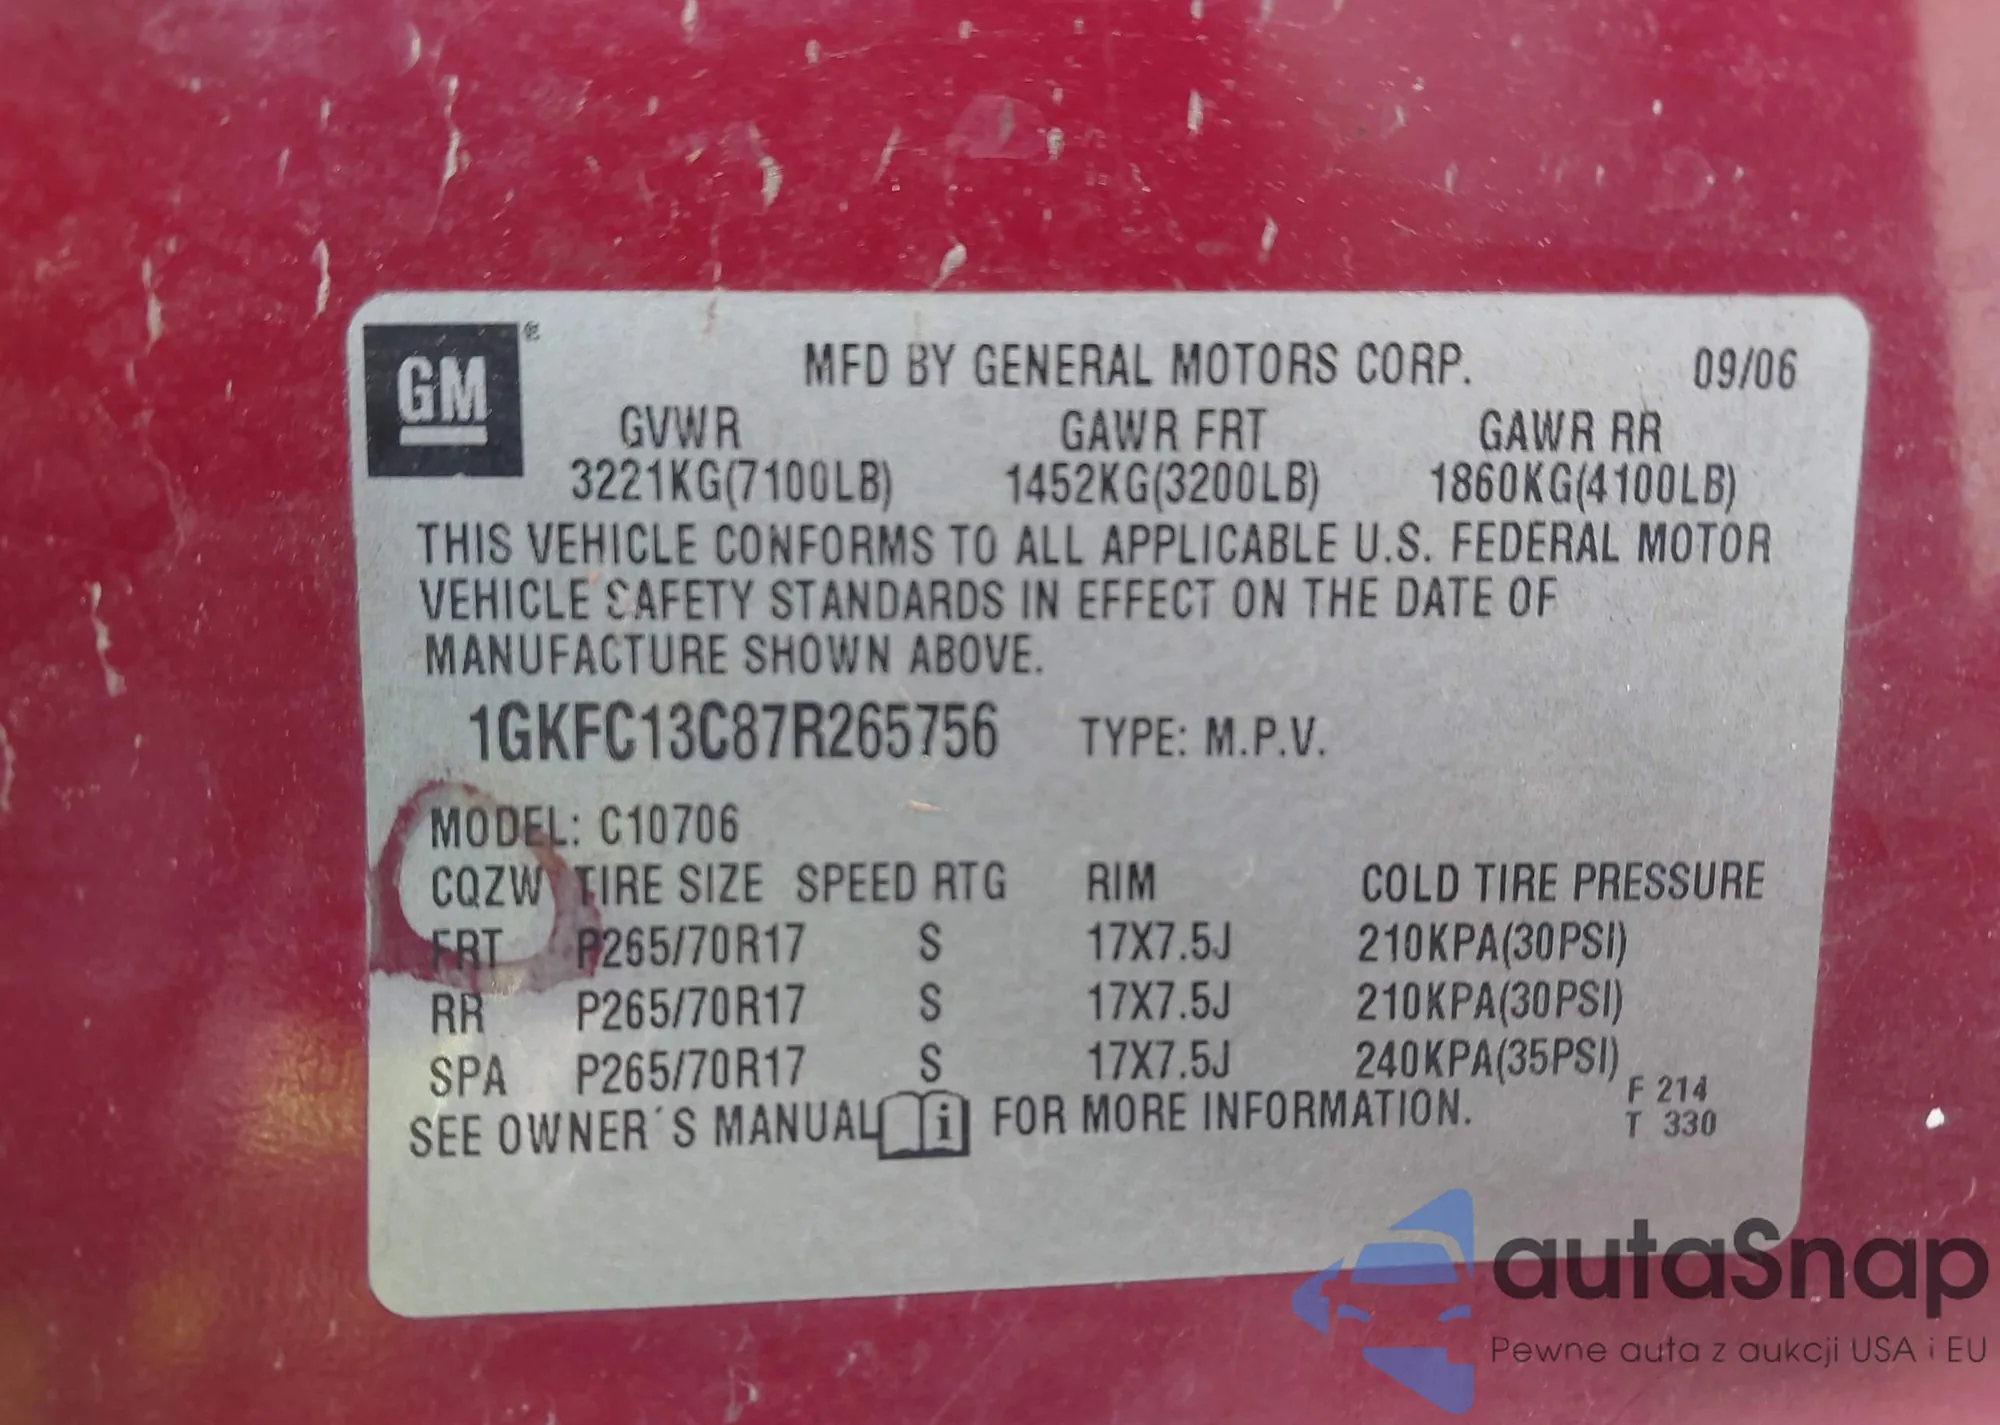 GM ®
MFD BY GENERAL MOTORS CORP. 09/06
GVWR GAWR FRT GAWR RR
3221KG(7100LB) 1452KG(3200LB) 1860KG(4100LB)
THIS VEHICLE CONFORMS TO ALL APPLICABLE U.S. FEDERAL MOTOR
VEHICLE SAFETY STANDARDS IN EFFECT ON THE DATE OF
MANUFACTURE SHOWN ABOVE.
1GKFC13C87R265756 TYPE: M.P.V.
MODEL: C10706
CQZW TIRE SIZE SPEED RTG RIM COLD TIRE PRESSURE
FRT P265/70R17 S 17X7.5J 210KPA(30PSI)
RR P265/70R17 S 17X7.5J 210KPA(30PSI)
SPA P265/70R17 S 17X7.5J 240KPA(35PSI)
F 214
SEE OWNER´S MANUAL i FOR MORE INFORMATION. T 330
autaSnap
Pewne auta z aukcji USA i EU